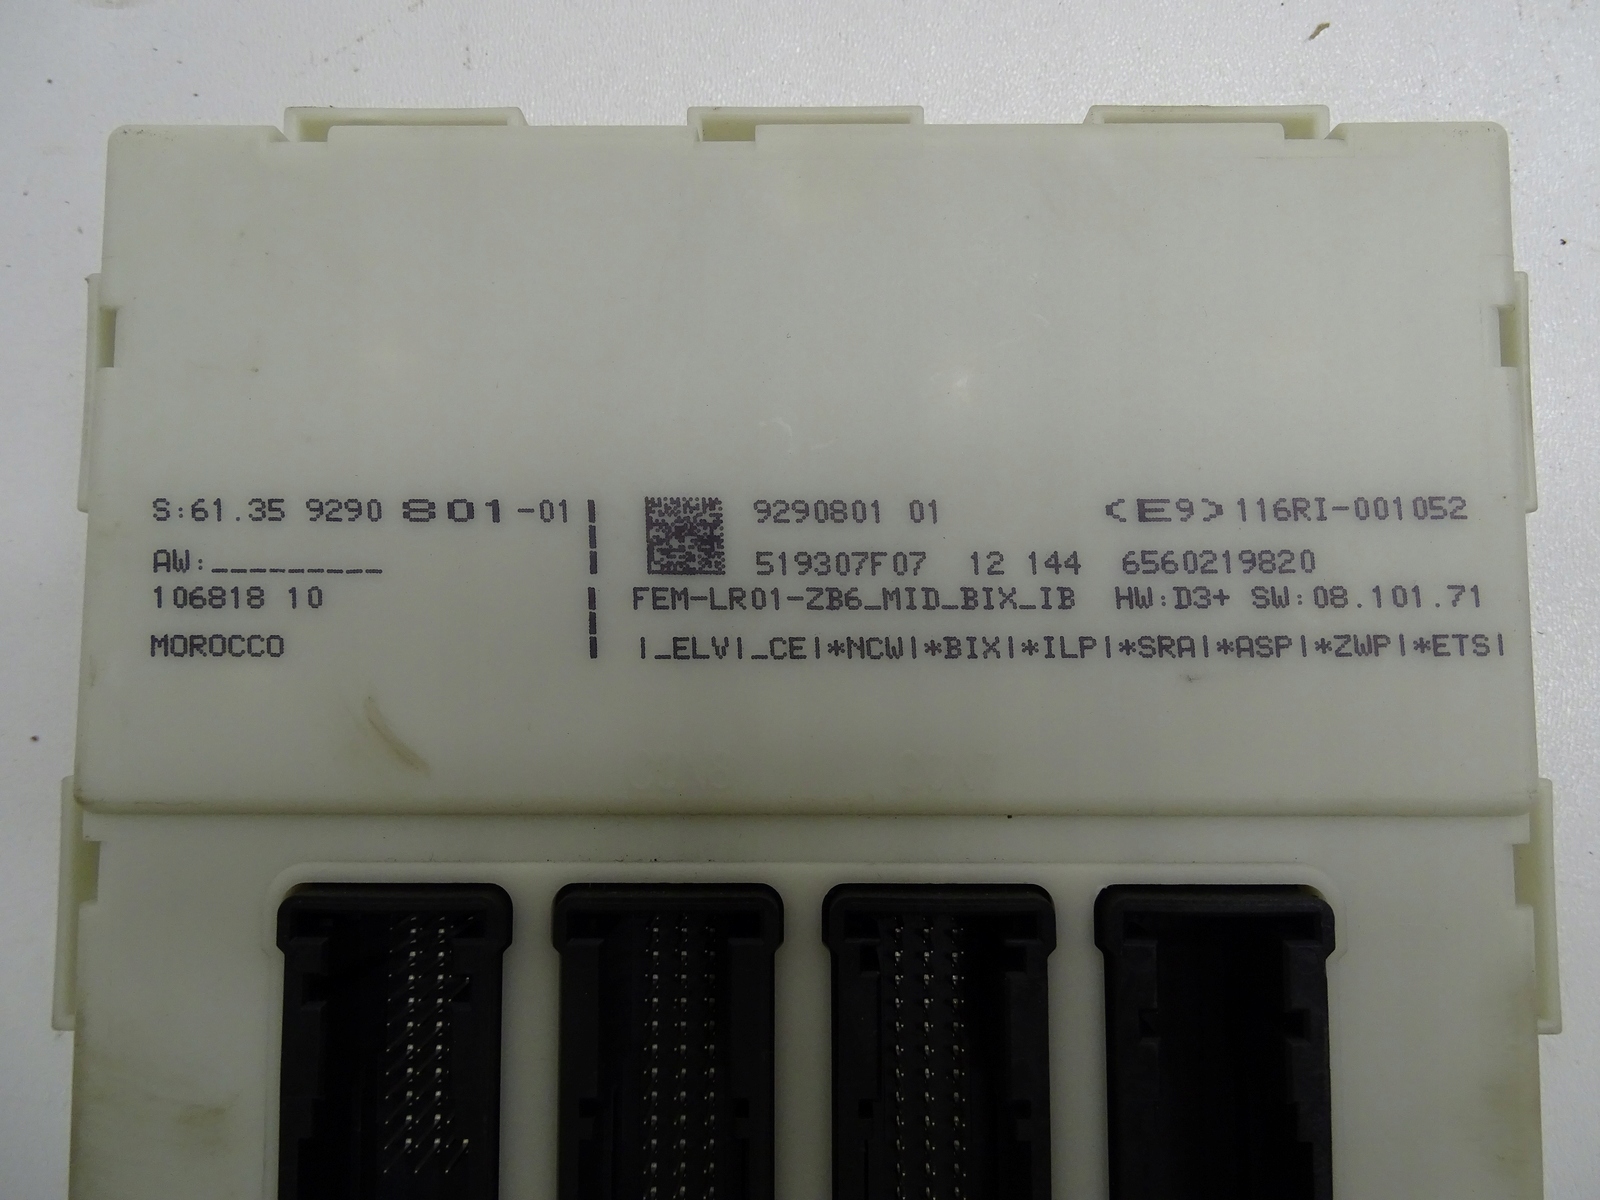 S:61.35 9290 801-01
AW:_________
106818 10
MOROCCO
9290801 01 <E9>116RI-001052
519307F07 12 144 6560219820
FEM-LR01-ZB6_MID_BIX_IB HW:D3+ SW:08.101.71
|_ELV|_CE|*NCW|*BIX|*ILP|*SRA|*ASP|*ZWP|*ETS|